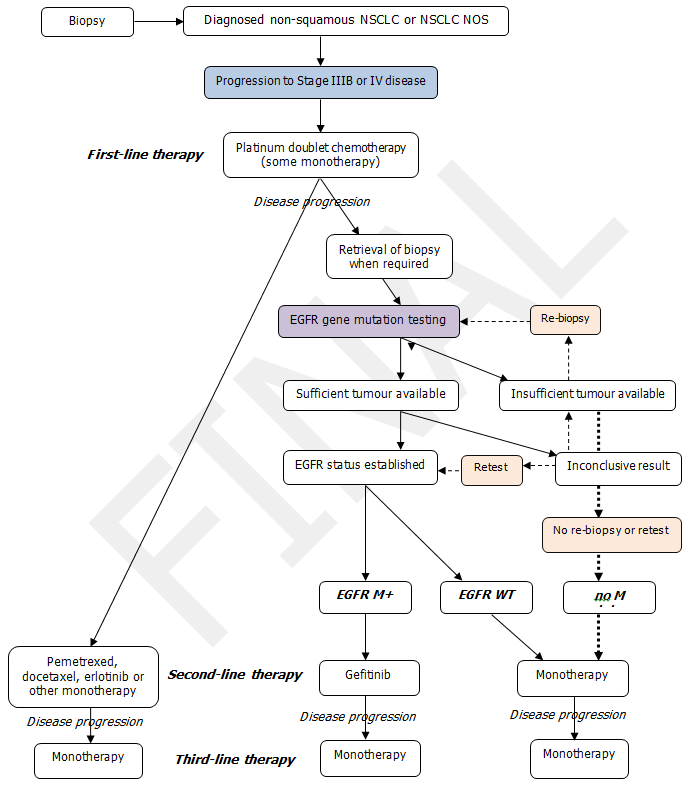 Biopsy
Diagnosed non-squamous NSCLC or NSCLC NOS
Progression to Stage IIIB or IV disease
First-line therapy
Platinum doublet chemotherapy
(some monotherapy)
Disease progression
Retrieval of biopsy
when required
EGFR gene mutation testing
Re-biopsy
Sufficient tumour available
Insufficient tumour available
EGFR status established
Retest
Inconclusive result
No re-biopsy or retest
EGFR M+
EGFR WT
no M
Pemetrexed,
docetaxel, erlotinib or
other monotherapy
Second-line therapy
Gefitinib
Monotherapy
Disease progression
Disease progression
Disease progression
Monotherapy
Third-line therapy
Monotherapy
Monotherapy
FINAL